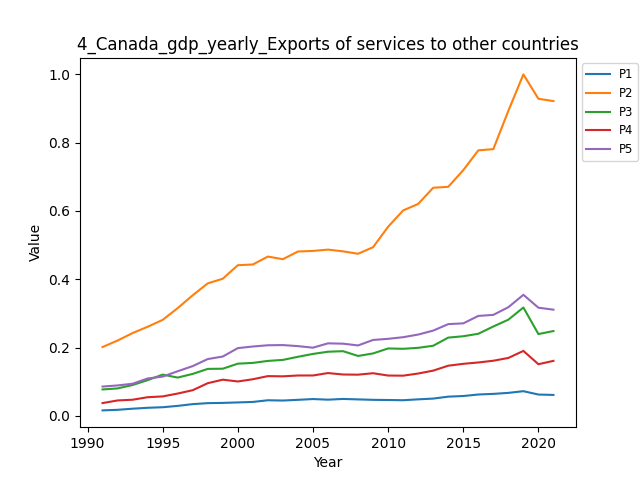 4_Canada_gdp_yearly_Exports of services to other countries
P1
P2
P3
P4
P5
1.0
0.8
0.6
0.4
0.2
0.0
Value
1990
1995
2000
2005
2010
2015
2020
Year